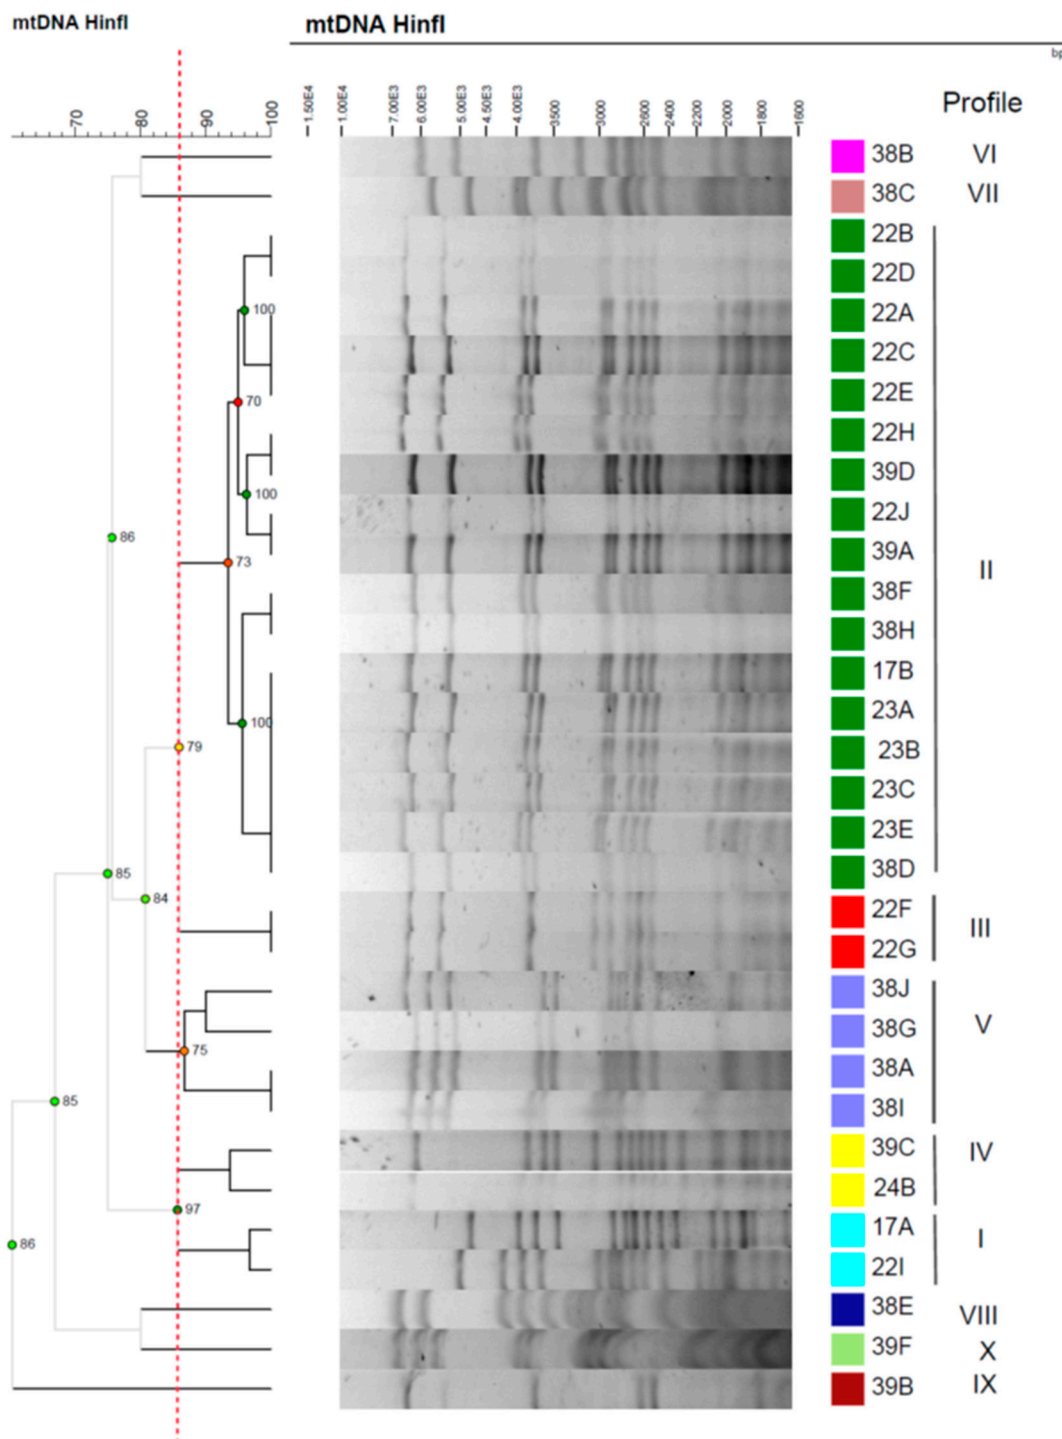 mtDNA HinfI
mtDNA HinfI
bp
70 80 90 100
1.50E4 1.00E4 7.00E3 6.00E3 5.00E3 4.50E3 4.00E3 3500 3000 2600 2400 2200 2000 1800 1600
Profile
38B VI
38C VII
22B
22D
22A
100
22C
22E
70
22H
39D
100
22J
86
39A
73
II
38F
38H
17B
23A
100
23B
79
23C
23E
38D
85
84
22F
III
22G
38J
V
38G
75
38A
38I
85
39C
IV
24B
97
17A
I
86
22I
38E
VIII
39F
X
39B
IX